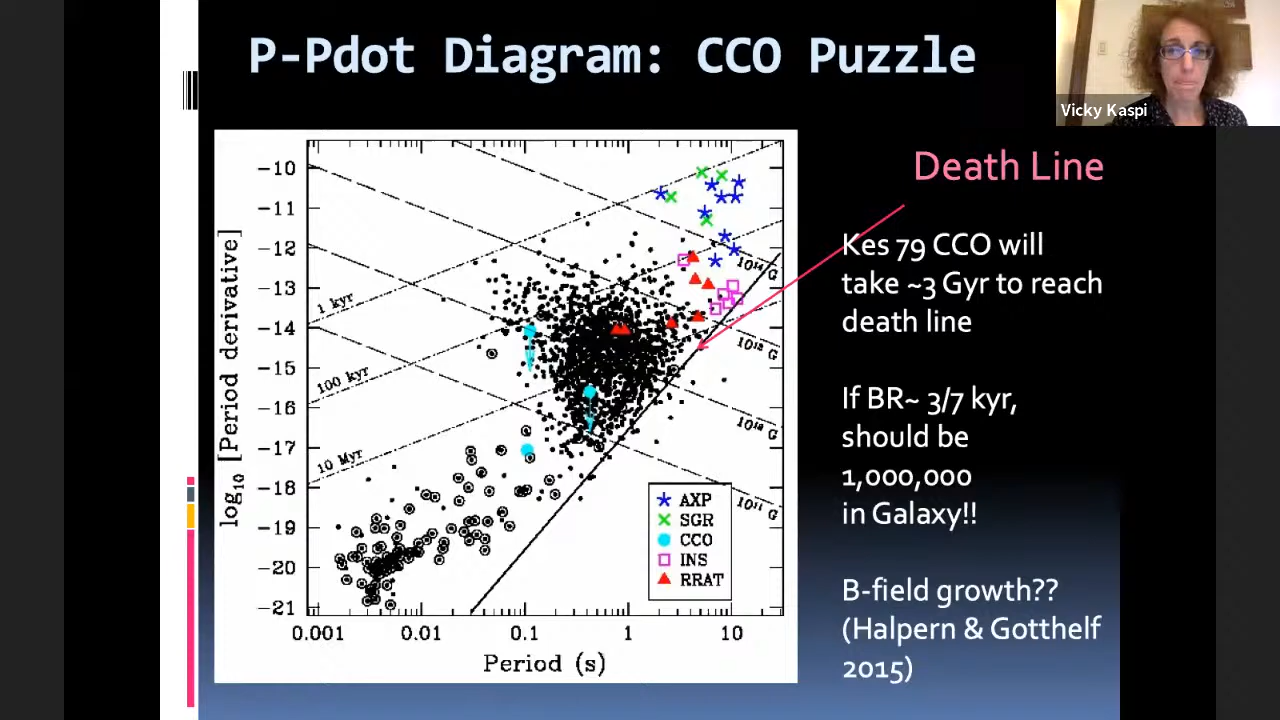 P-Pdot Diagram: CCO Puzzle
Vicky Kaspi
Death Line
Kes 79 CCO will
take ~3 Gyr to reach
death line
If BR~ 3/7 kyr,
should be
1,000,000
in Galaxy!!
B-field growth??
(Halpern & Gotthelf
2015)
log₁₀ [Period derivative]
−10
−11
−12
−13
−14
−15
−16
−17
−18
−19
−20
−21
1 kyr
100 kyr
10 Myr
10¹⁴ G
10¹² G
10¹¹ G
AXP
SGR
CCO
INS
RRAT
0.001
0.01
0.1
1
10
Period (s)